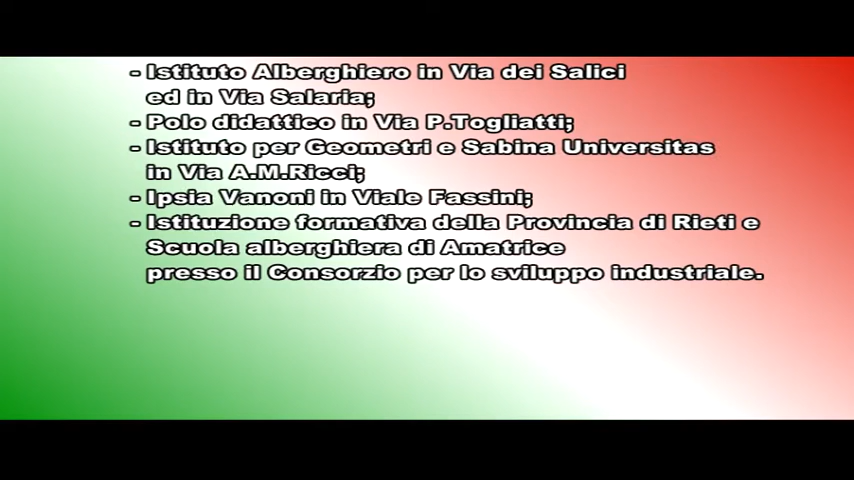 - Istituto Alberghiero in Via dei Salici
ed in Via Salaria;
- Polo didattico in Via P.Togliatti;
- Istituto per Geometri e Sabina Universitas
in Via A.M.Ricci;
- Ipsia Vanoni in Viale Fassini;
- Istituzione formativa della Provincia di Rieti e
Scuola alberghiera di Amatrice
presso il Consorzio per lo sviluppo industriale.